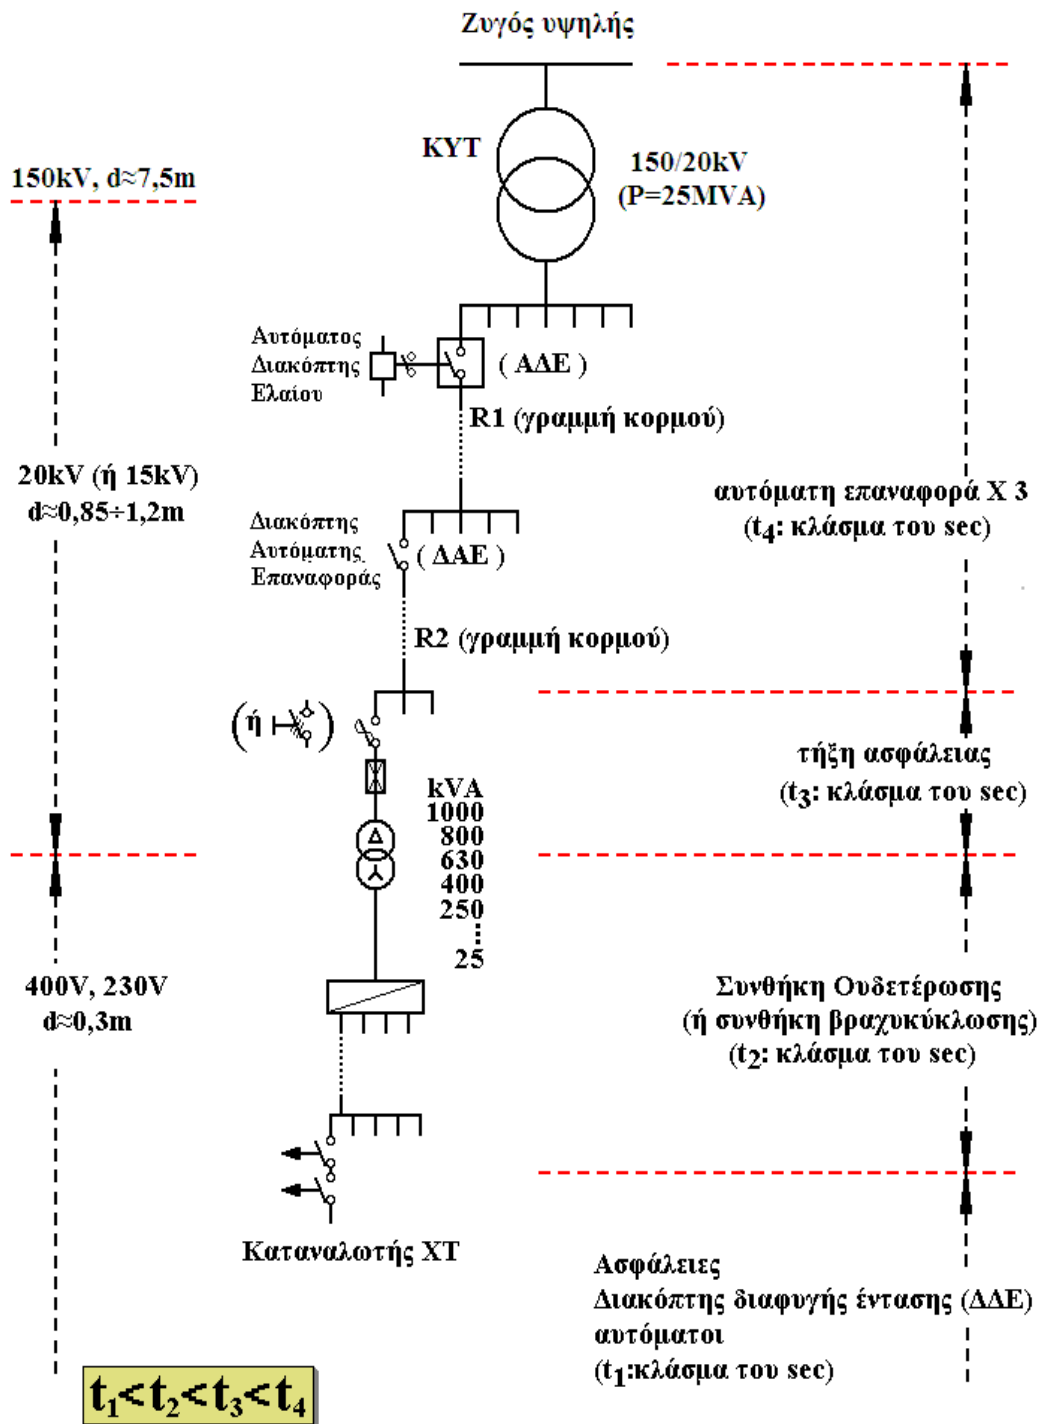 Ζυγός υψηλής
ΚΥΤ
150/20kV
(P=25MVA)
150kV, d≈7,5m
Αυτόματος
Διακόπτης
Ελαίου
( ΑΔΕ )
R1 (γραμμή κορμού)
20kV (ή 15kV)
d≈0,85÷1,2m
αυτόματη επαναφορά Χ 3
(t4: κλάσμα του sec)
Διακόπτης
Αυτόματης
Επαναφοράς
( ΔΑΕ )
R2 (γραμμή κορμού)
(ή )
τήξη ασφάλειας
(t3: κλάσμα του sec)
kVA
1000
800
630
400
250
25
Δ
400V, 230V
d≈0,3m
Συνθήκη Ουδετέρωσης
(ή συνθήκη βραχυκύκλωσης)
(t2: κλάσμα του sec)
Καταναλωτής ΧΤ
Ασφάλειες
Διακόπτης διαφυγής έντασης (ΔΔΕ)
αυτόματοι
(t1:κλάσμα του sec)
t1<t2<t3<t4